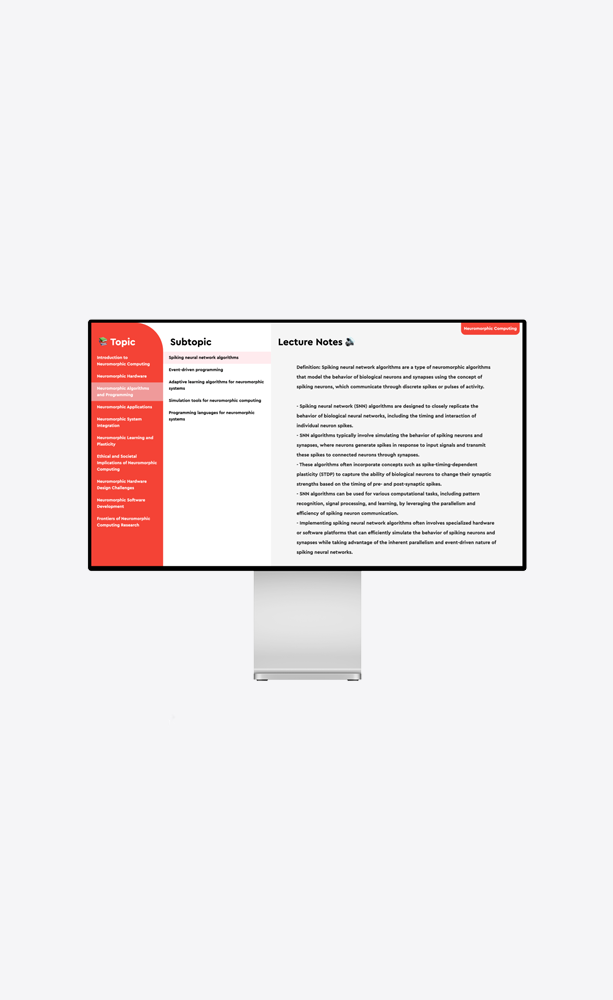 Neuromorphic Computing
Topic
Introduction to
Neuromorphic Computing
Neuromorphic Hardware
Neuromorphic algorithms
and Programming
Neuromorphic Applications
Neuromorphic System
Integration
Neuromorphic Learning and
Plasticity
Ethical and Societal
Implications of Neuromorphic
Computing
Neuromorphic Hardware
Design Challenges
Neuromorphic Software
Development
Frontiers of Neuromorphic
Computing Research
Subtopic
Spiking neural network algorithms
Event-driven programming
Adaptive learning algorithms for neuromorphic
systems
Simulation tools for neuromorphic computing
Programming languages for neuromorphic
systems
Lecture Notes
Definition: Spiking neural network algorithms are a type of neuromorphic algorithms
that model the behavior of biological neurons and synapses using the concept of
spiking neurons, which communicate through discrete spikes or pulses of activity.
- Spiking neural network (SNN) algorithms are designed to closely replicate the
behavior of biological neural networks, including the timing and interaction of
individual neuron spikes.
- SNN algorithms typically involve simulating the behavior of spiking neurons and
synapses, where neurons generate spikes in response to input signals and transmit
these spikes to connected neurons through synapses.
- These algorithms often incorporate concepts such as spike-timing-dependent
plasticity (STDP) to capture the ability of biological neurons to change their synaptic
strengths based on the timing of pre- and post-synaptic spikes.
- SNN algorithms can be used for various computational tasks, including pattern
recognition, signal processing, and learning, by leveraging the parallelism and
efficiency of spiking neuron communication.
- Implementing spiking neural network algorithms often involves specialized hardware
or software platforms that can efficiently simulate the behavior of spiking neurons and
synapses while taking advantage of the inherent parallelism and event-driven nature of
spiking neural networks.